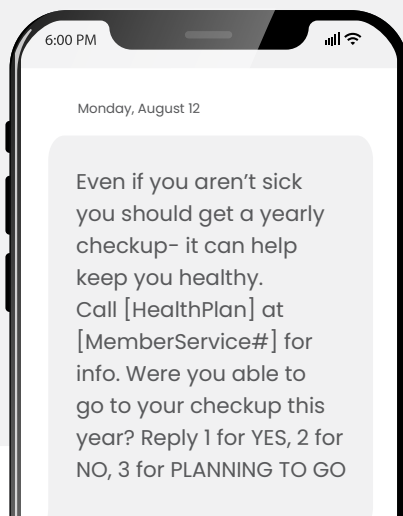 6:00 PM
Monday, August 12
Even if you aren’t sick
you should get a yearly
checkup- it can help
keep you healthy.
Call [HealthPlan] at
[MemberService#] for
info. Were you able to
go to your checkup this
year? Reply 1 for YES, 2 for
NO, 3 for PLANNING TO GO